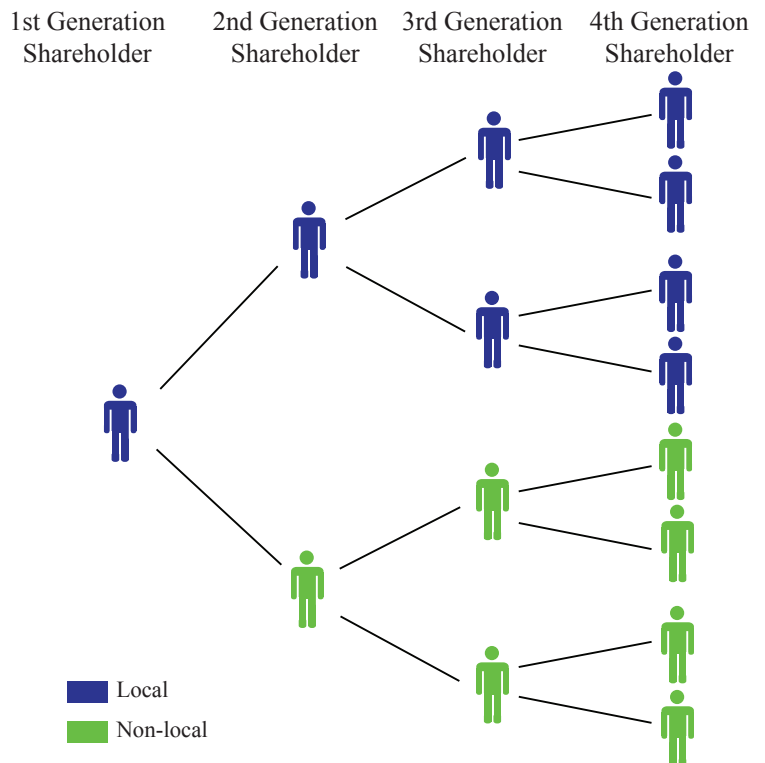 1st Generation
Shareholder
2nd Generation
Shareholder
3rd Generation
Shareholder
4th Generation
Shareholder
Local
Non-local